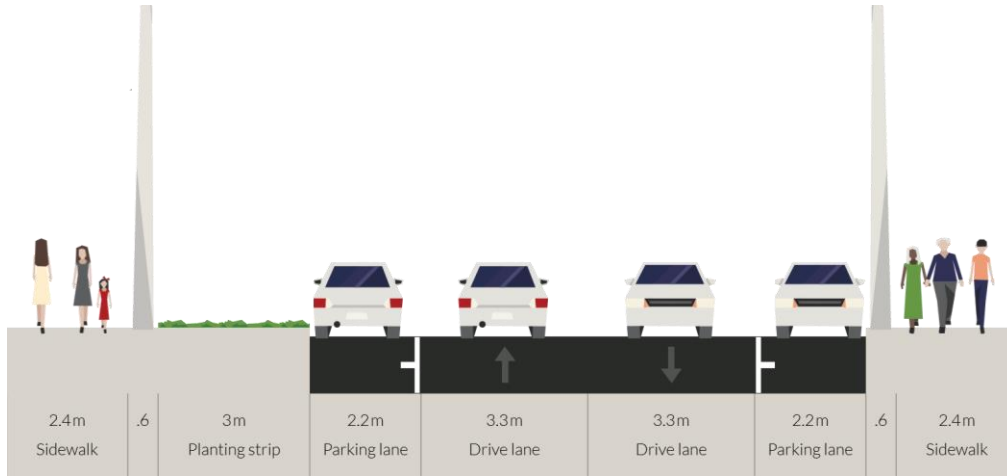 2.4m .6 3m 2.2m 3.3m 3.3m 2.2m .6 2.4m
Sidewalk Planting strip Parking lane Drive lane Drive lane Parking lane Sidewalk